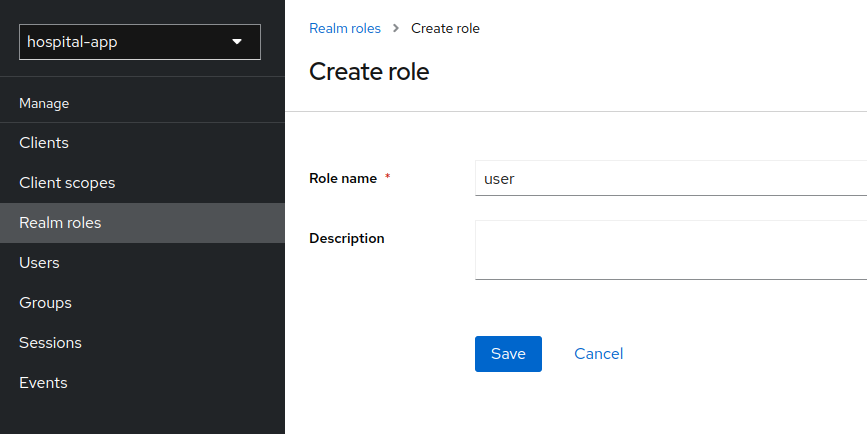 hospital-app
Manage
Clients
Client scopes
Realm roles
Users
Groups
Sessions
Events
Realm roles > Create role
Create role
Role name *
user
Description
Save
Cancel